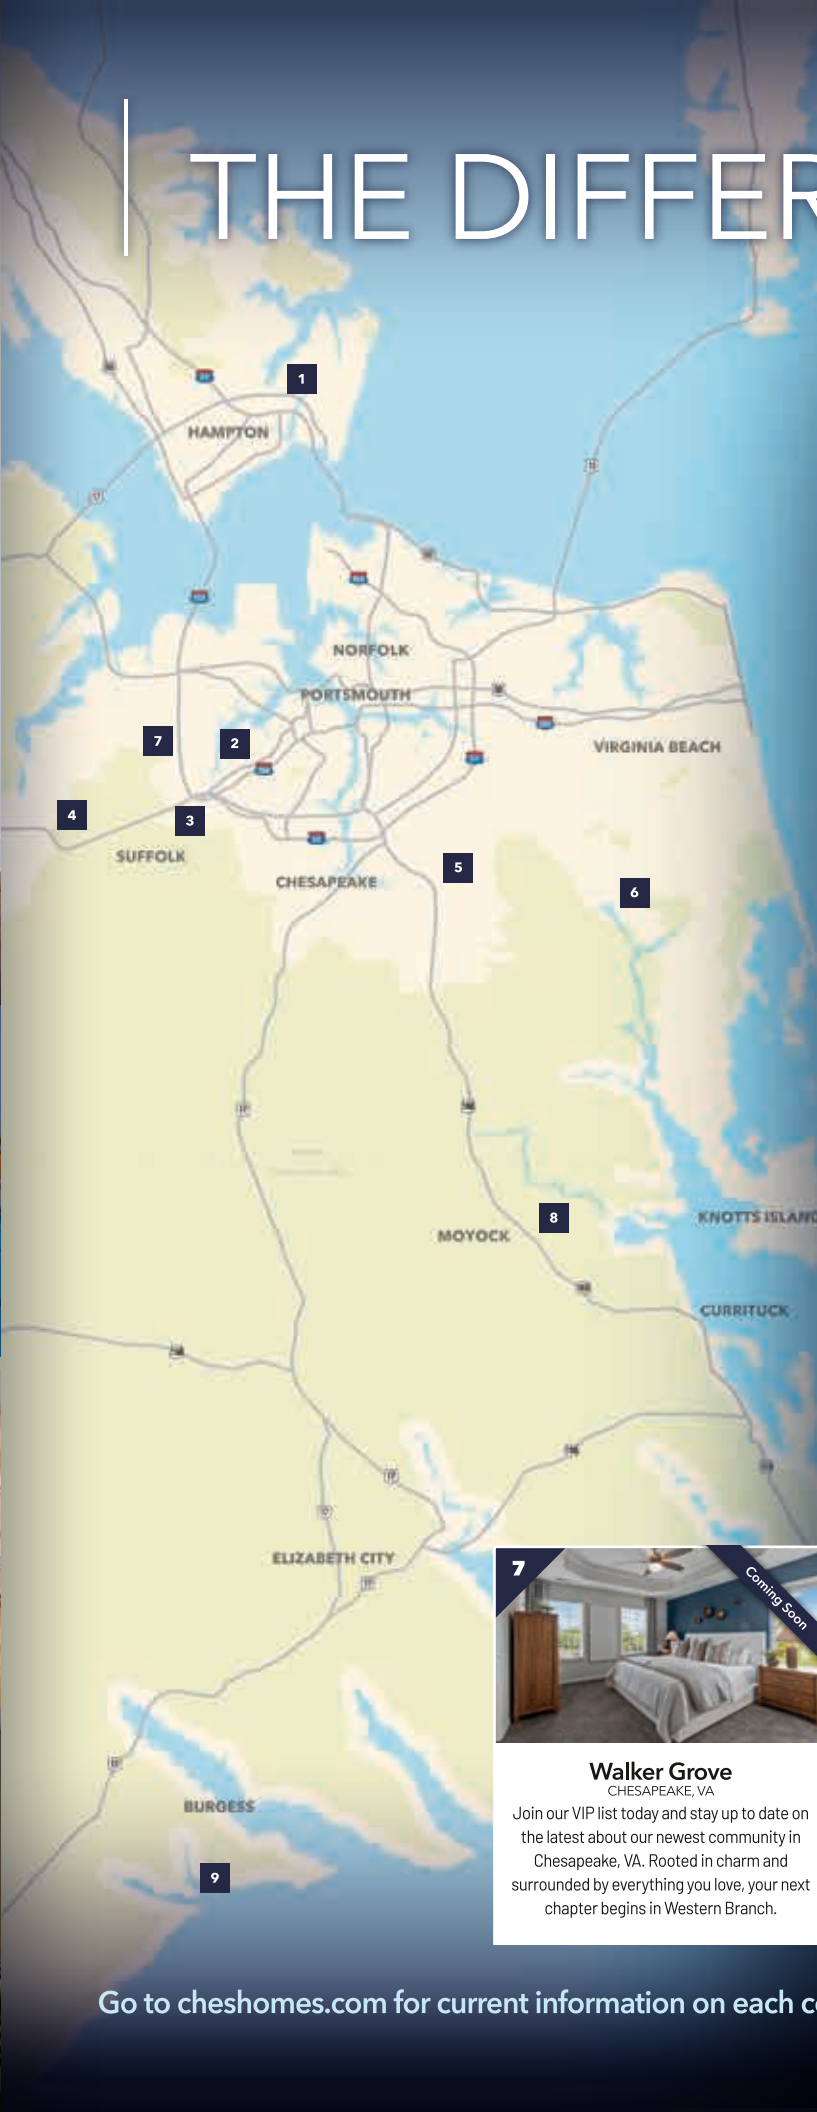 THE DIFFER
1
HAMPTON
NORFOLK
PORTSMOUTH
7
2
VIRGINIA BEACH
4
3
SUFFOLK
5
CHESAPEAKE
6
8
KNOTTS ISLAND
MOYOCK
CURRITUCK
ELIZABETH CITY
7
Coming Soon
Walker Grove
CHESAPEAKE, VA
Join our VIP list today and stay up to date on
the latest about our newest community in
Chesapeake, VA. Rooted in charm and
surrounded by everything you love, your next
chapter begins in Western Branch.
BURGESS
9
Go to cheshomes.com for current information on each c